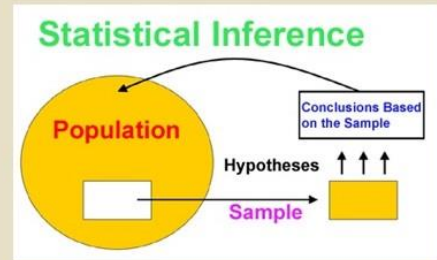 Statistical Inference
Population
Conclusions Based
on the Sample
Hypotheses
Sample